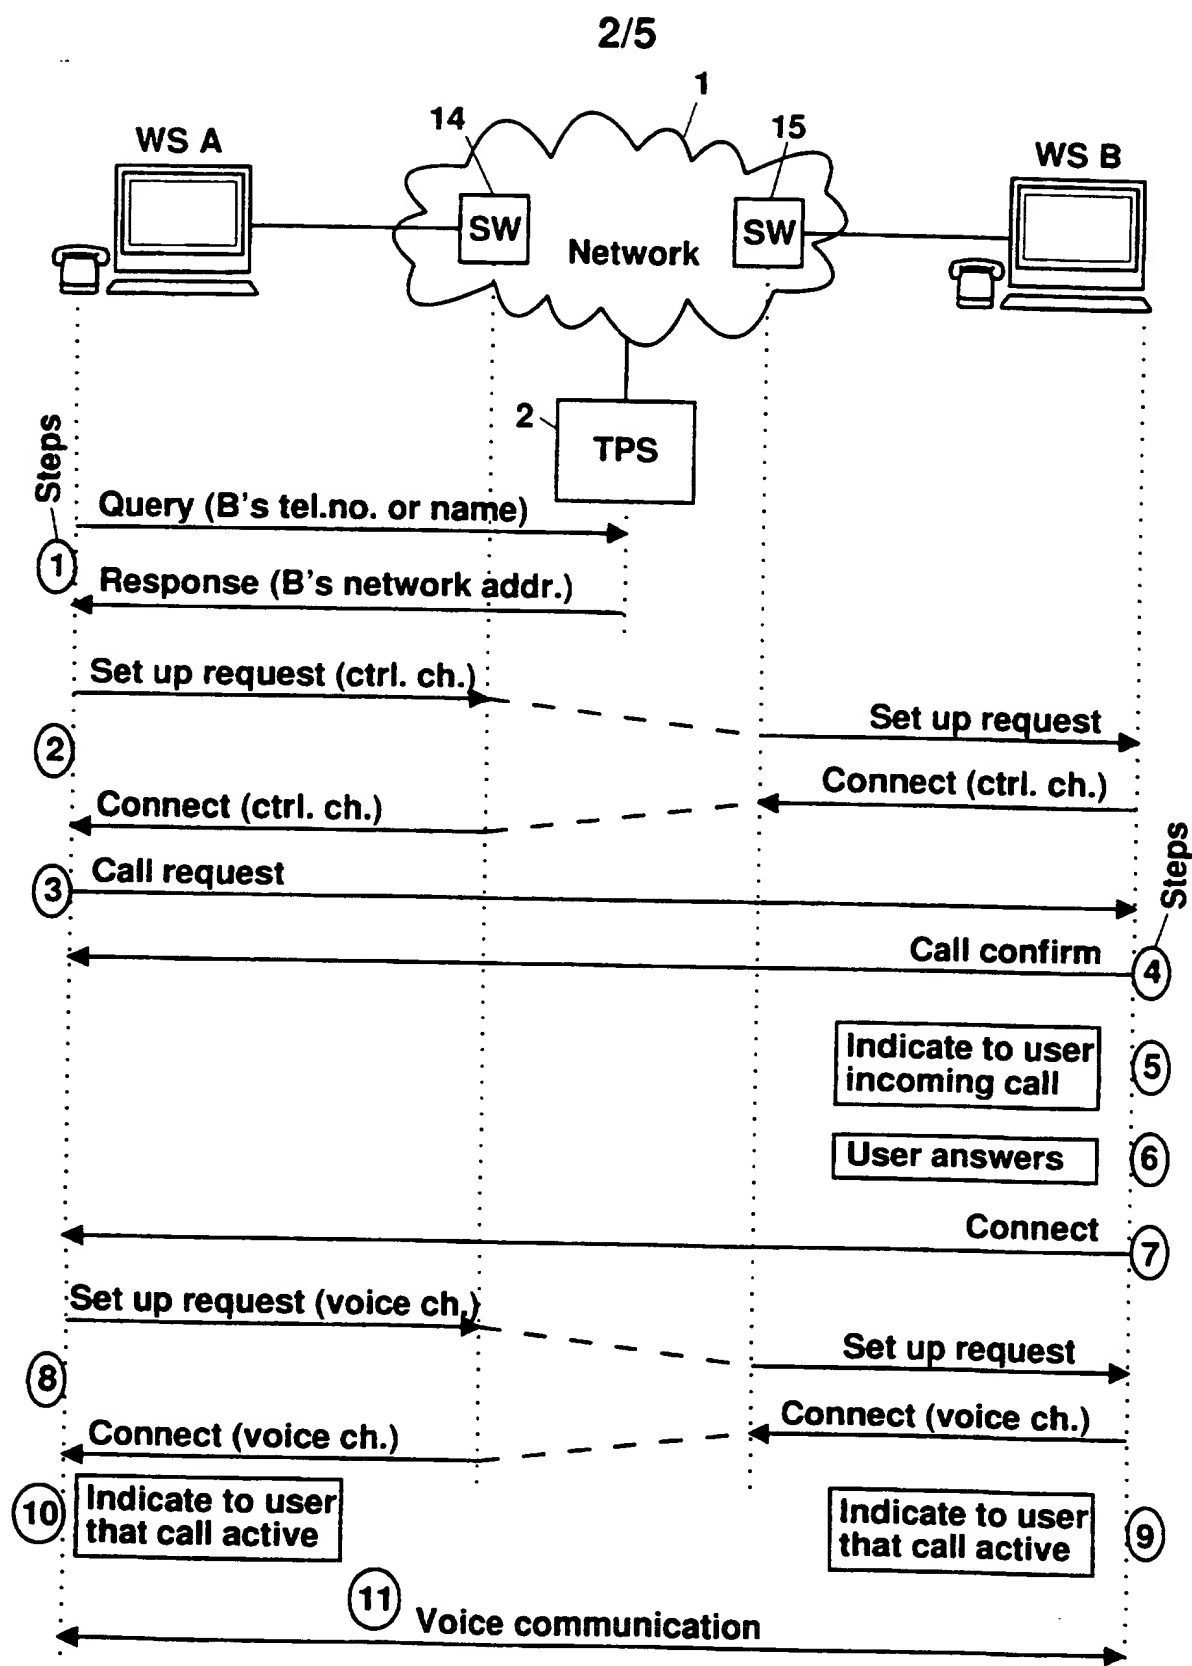 2/5
1
14
15
WS A
WS B
SW
Network
SW
2
TPS
Steps
Query (B's tel.no. or name)
1
Response (B's network addr.)
Set up request (ctrl. ch.)
Set up request
2
Connect (ctrl. ch.)
Connect (ctrl. ch.)
Steps
3
Call request
Call confirm
4
Indicate to user
incoming call
5
User answers
6
Connect
7
Set up request (voice ch.)
Set up request
8
Connect (voice ch.)
Connect (voice ch.)
10
Indicate to user
that call active
Indicate to user
that call active
9
11
Voice communication